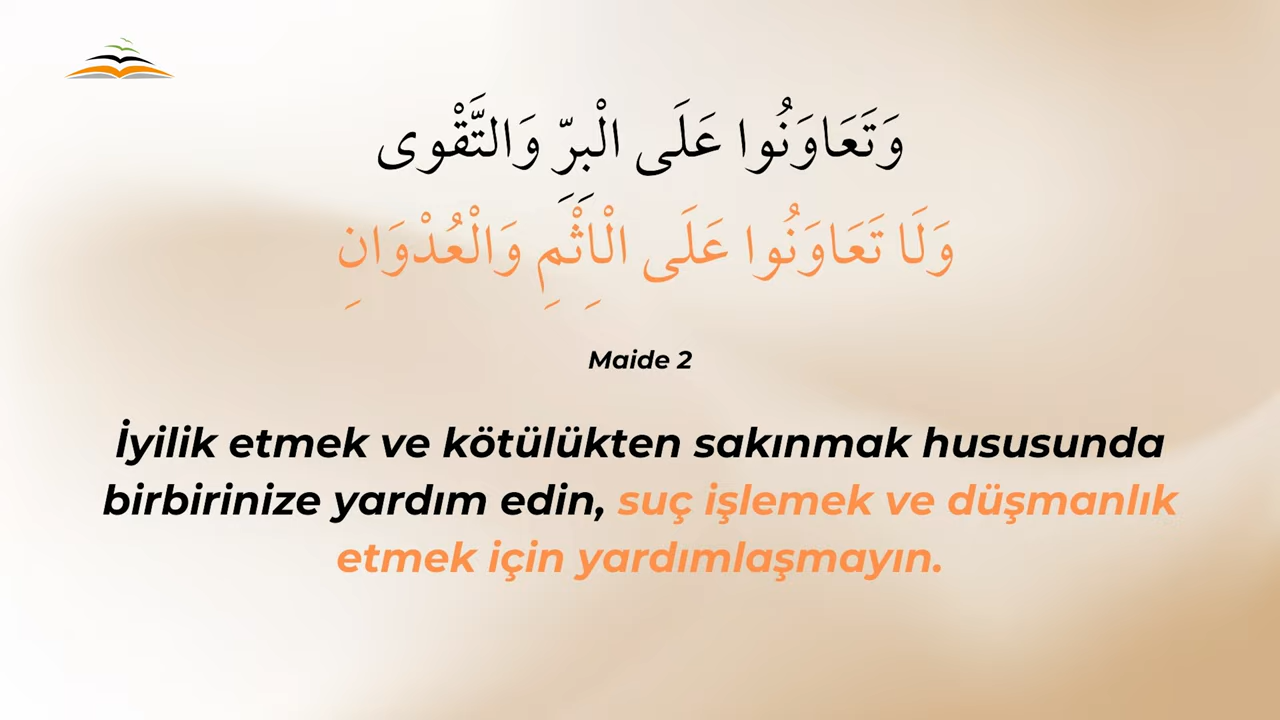 وَتَعَاوَنُوا عَلَى الْبِرِّ وَالتَّقْوٰى
وَلَا تَعَاوَنُوا عَلَى الْاِثْمِ وَالْعُدْوَانِ
Maide 2
İyilik etmek ve kötülükten sakınmak hususunda
birbirinize yardım edin, suç işlemek ve düşmanlık
etmek için yardımlaşmayın.